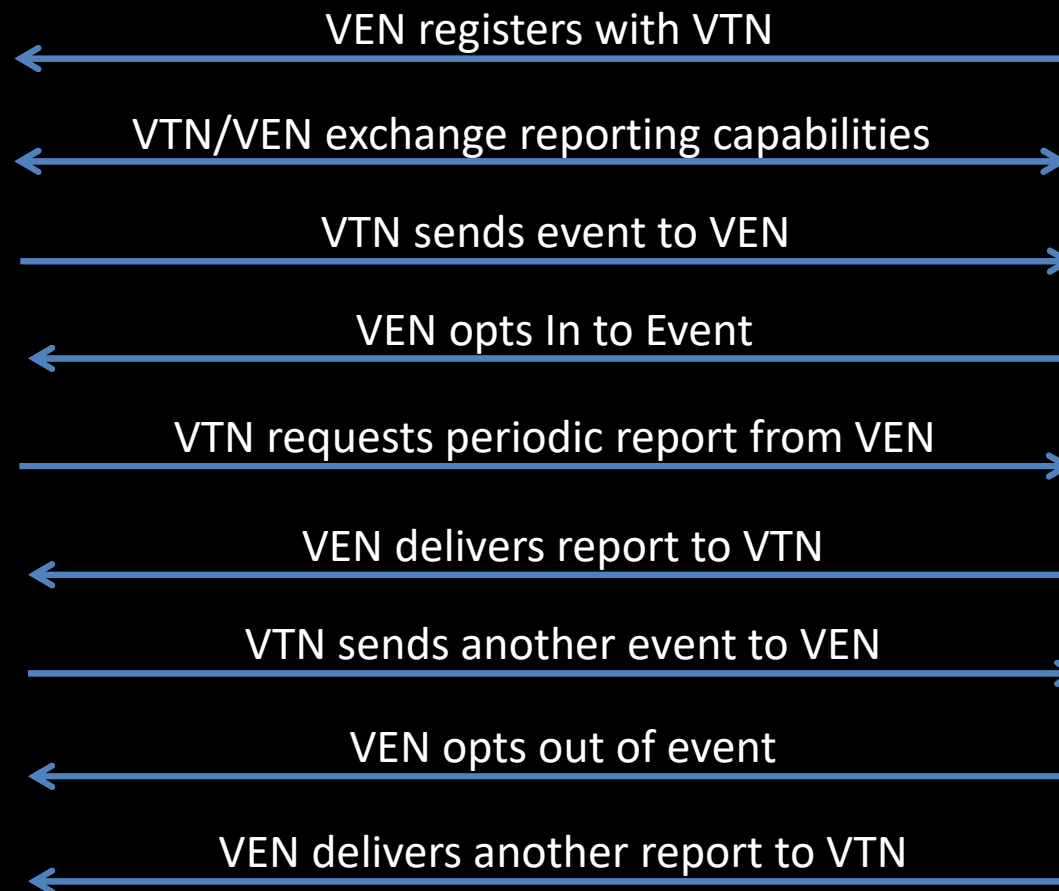 VEN registers with VTN
VTN/VEN exchange reporting capabilities
VTN sends event to VEN
VEN opts In to Event
VTN requests periodic report from VEN
VEN delivers report to VTN
VTN sends another event to VEN
VEN opts out of event
VEN delivers another report to VTN